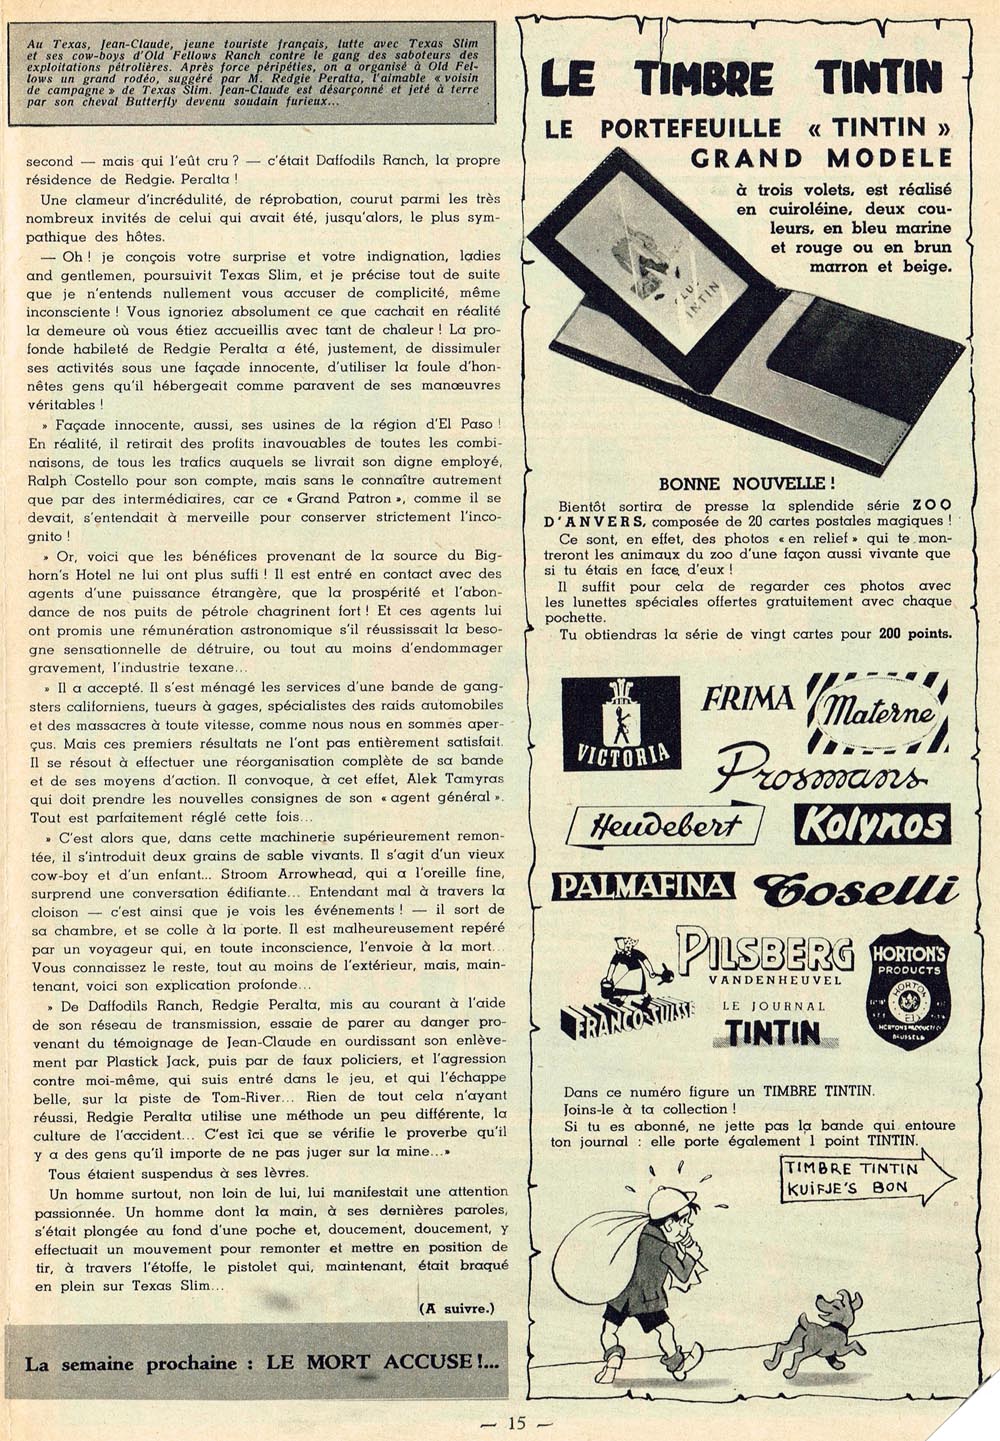 Au Texas, Jean-Claude, jeune touriste français, lutte avec Texas Slim
et ses cow-boys d'Old Fellows Ranch contre le gang des saboteurs des
exploitations pétrolières. Après force péripéties, on a organisé à Old Fel-
lows un grand rodéo, suggéré par M. Redgie Peralta, l'aimable « voisin
de campagne » de Texas Slim. Jean-Claude est désarçonné et jeté à terre
par son cheval Butterfly devenu soudain furieux...
second — mais qui l'eût cru ? — c'était Daffodils Ranch, la propre
résidence de Redgie. Peralta !
Une clameur d'incrédulité, de réprobation, courut parmi les très
nombreux invités de celui qui avait été, jusqu'alors, le plus sym-
pathique des hôtes.
— Oh ! je conçois votre surprise et votre indignation, ladies
and gentlemen, poursuivit Texas Slim, et je précise tout de suite
que je n'entends nullement vous accuser de complicité, même
inconsciente ! Vous ignoriez absolument ce que cachait en réalité
la demeure où vous étiez accueillis avec tant de chaleur ! La pro-
fonde habileté de Redgie Peralta a été, justement, de dissimuler
ses activités sous une façade innocente, d'utiliser la foule d'hon-
nêtes gens qu'il hébergeait comme paravent de ses manœuvres
véritables !
» Façade innocente, aussi, ses usines de la région d'El Paso !
En réalité, il retirait des profits inavouables de toutes les combi-
naisons, de tous les trafics auquels se livrait son digne employé,
Ralph Costello pour son compte, mais sans le connaître autrement
que par des intermédiaires, car ce « Grand Patron », comme il se
devait, s'entendait à merveille pour conserver strictement l'inco-
gnito !
» Or, voici que les bénéfices provenant de la source du Big-
horn's Hotel ne lui ont plus suffi ! Il est entré en contact avec des
agents d'une puissance étrangère, que la prospérité et l'abon-
dance de nos puits de pétrole chagrinent fort ! Et ces agents lui
ont promis une rémunération astronomique s'il réussissait la beso-
gne sensationnelle de détruire, ou tout au moins d'endommager
gravement, l'industrie texane...
» Il a accepté. Il s'est ménagé les services d'une bande de gang-
sters californiens, tueurs à gages, spécialistes des raids automobiles
et des massacres à toute vitesse, comme nous nous en sommes aper-
çus. Mais ces premiers résultats ne l'ont pas entièrement satisfait.
Il se résout à effectuer une réorganisation complète de sa bande
et de ses moyens d'action. Il convoque, à cet effet, Alek Tamyras
qui doit prendre les nouvelles consignes de son « agent général ».
Tout est parfaitement réglé cette fois...
» C'est alors que, dans cette machinerie supérieurement remon-
tée, il s'introduit deux grains de sable vivants. Il s'agit d'un vieux
cow-boy et d'un enfant... Stroom Arrowhead, qui a l'oreille fine,
surprend une conversation édifiante... Entendant mal à travers la
cloison — c'est ainsi que je vois les événements ! — il sort de
sa chambre, et se colle à la porte. Il est malheureusement repéré
par un voyageur qui, en toute inconscience, l'envoie à la mort...
Vous connaissez le reste, tout au moins de l'extérieur, mais, main-
tenant, voici son explication profonde...
» De Daffodils Ranch, Redgie Peralta, mis au courant à l'aide
de son réseau de transmission, essaie de parer au danger pro-
venant du témoignage de Jean-Claude en ourdissant son enlève-
ment par Plastick Jack, puis par de faux policiers, et l'agression
contre moi-même, qui suis entré dans le jeu, et qui l'échappe
belle, sur la piste de Tom-River... Rien de tout cela n'ayant
réussi, Redgie Peralta utilise une méthode un peu différente, la
culture de l'accident... C'est ici que se vérifie le proverbe qu'il
y a des gens qu'il importe de ne pas juger sur la mine...»
Tous étaient suspendus à ses lèvres.
Un homme surtout, non loin de lui, lui manifestait une attention
passionnée. Un homme dont la main, à ses dernières paroles,
s'était plongée au fond d'une poche et, doucement, doucement, y
effectuait un mouvement pour remonter et mettre en position de
tir, à travers l'étoffe, le pistolet qui, maintenant, était braqué
en plein sur Texas Slim...
(A suivre.)
La semaine prochaine : LE MORT ACCUSE !...
LE TIMBRE TINTIN
LE PORTEFEUILLE « TINTIN »
GRAND MODELE
à trois volets, est réalisé
en cuiroléine, deux cou-
leurs, en bleu marine
et rouge ou en brun
marron et beige.
TINTIN
BONNE NOUVELLE !
Bientôt sortira de presse la splendide série ZOO
D'ANVERS, composée de 20 cartes postales magiques !
Ce sont, en effet, des photos « en relief » qui te mon-
treront les animaux du zoo d'une façon aussi vivante que
si tu étais en face, d'eux !
Il suffit pour cela de regarder ces photos avec
les lunettes spéciales offertes gratuitement avec chaque
pochette.
Tu obtiendras la série de vingt cartes pour 200 points.
VICTORIA
FRIMA
Materne
Prosmans
Heudebert
Kolynos
PALMAFINA
Toselli
FRANCO-SUISSE
PILSBERG
VANDENHEUVEL
LE JOURNAL
TINTIN
HORTON'S
PRODUCTS
HORTON
HORTON'S PRODUCTS
BRUSSELS
Dans ce numéro figure un TIMBRE TINTIN.
Joins-le à ta collection !
Si tu es abonné, ne jette pas la bande qui entoure
ton journal : elle porte également 1 point TINTIN.
TIMBRE TINTIN
KUIFJE'S BON
— 15 —